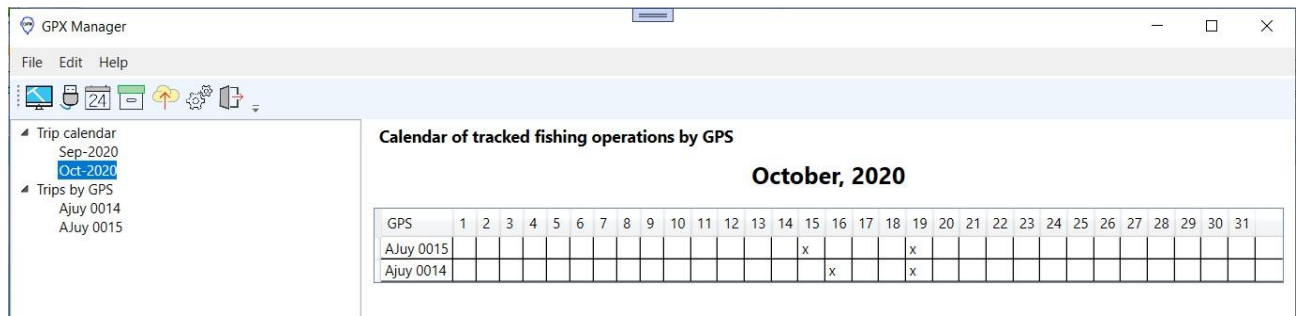 GPX Manager
File Edit Help
24
Trip calendar
Sep-2020
Oct-2020
Trips by GPS
Ajuy 0014
AJuy 0015
Calendar of tracked fishing operations by GPS
October, 2020
GPS 1 2 3 4 5 6 7 8 9 10 11 12 13 14 15 16 17 18 19 20 21 22 23 24 25 26 27 28 29 30 31
AJuy 0015 x x
Ajuy 0014 x x